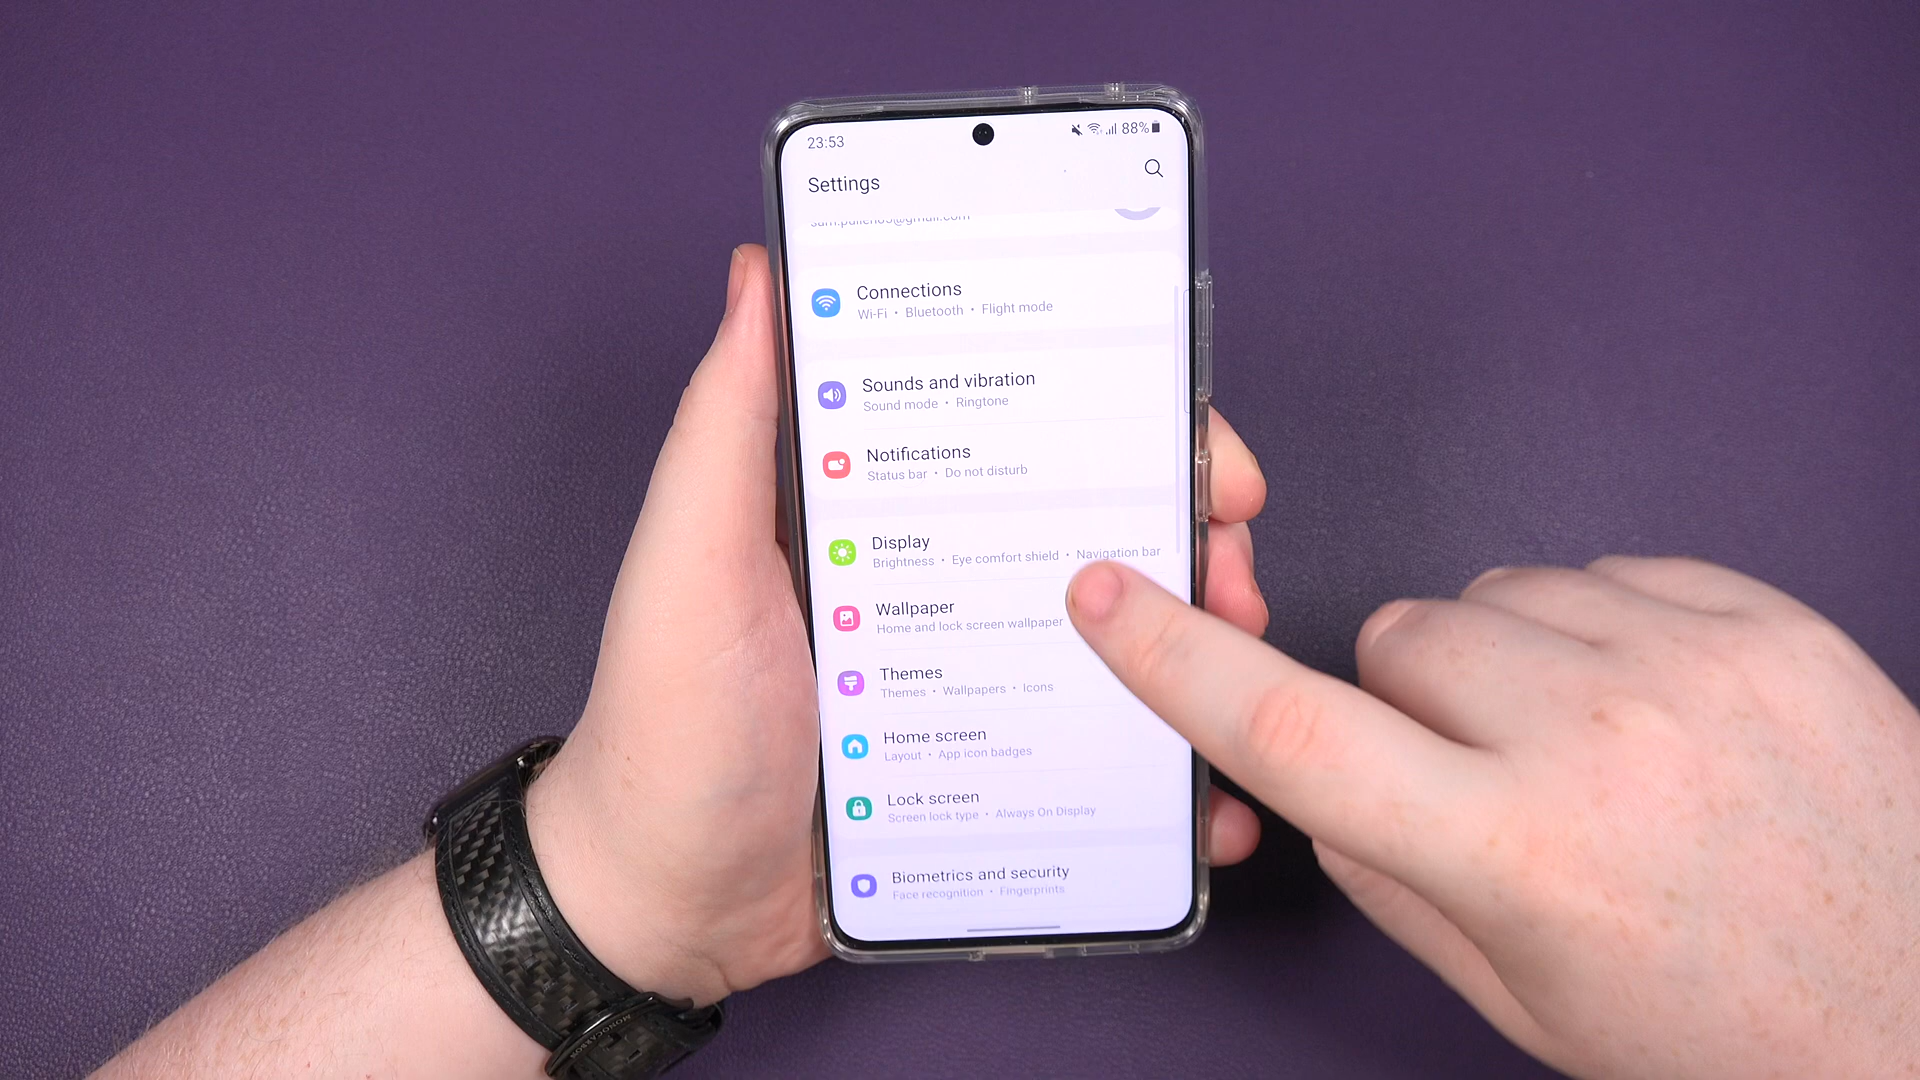 23:53
88%
Settings
Connections
Wi-Fi • Bluetooth • Flight mode
Sounds and vibration
Sound mode • Ringtone
Notifications
Status bar • Do not disturb
Display
Brightness • Eye comfort shield • Navigation bar
Wallpaper
Home and lock screen wallpaper
Themes
Themes • Wallpapers • Icons
Home screen
Layout • App icon badges
Lock screen
Screen lock type • Always On Display
Biometrics and security
Face recognition • Fingerprints
MONOCARBON